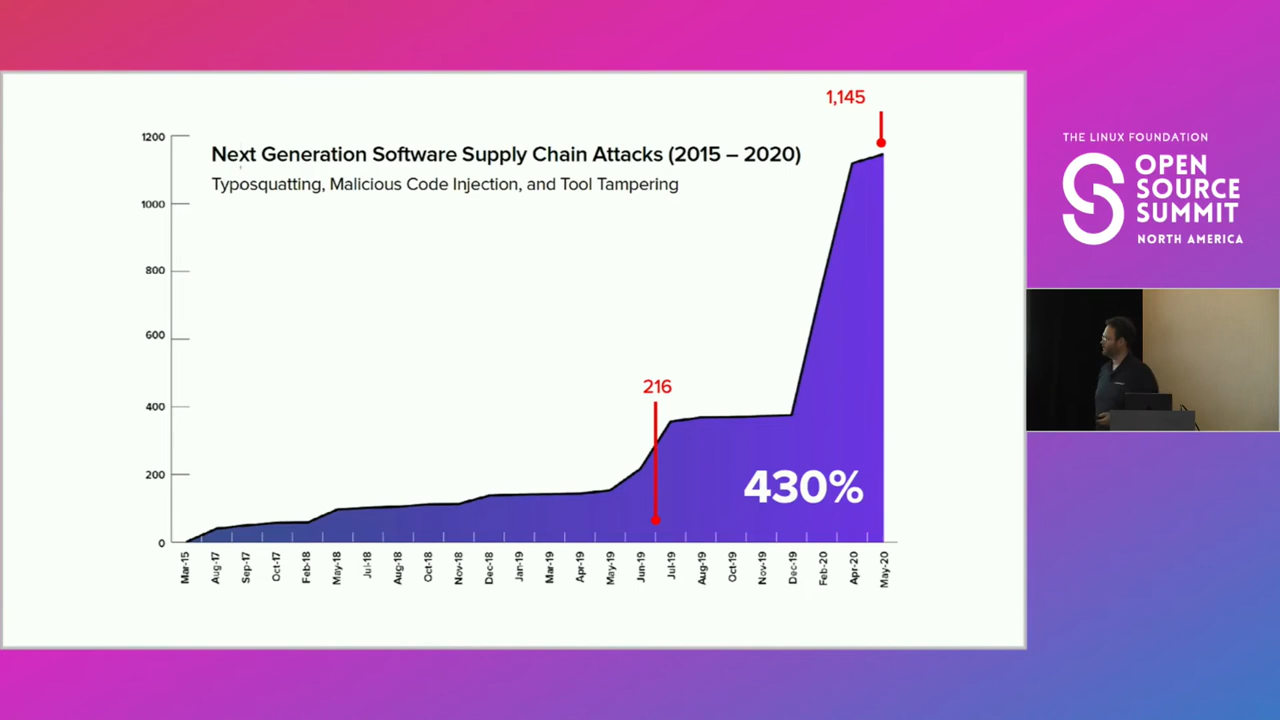 1,145
1200
Next Generation Software Supply Chain Attacks (2015 – 2020)
Typosquatting, Malicious Code Injection, and Tool Tampering
1000
800
600
400
200
0
216
430%
Mar-15
Aug-17
Sep-17
Oct-17
Feb-18
May-18
Jul-18
Aug-18
Oct-18
Nov-18
Dec-18
Jan-19
Mar-19
Apr-19
May-19
Jun-19
Jul-19
Aug-19
Oct-19
Nov-19
Dec-19
Feb-20
Apr-20
May-20
THE LINUX FOUNDATION
OPEN
SOURCE
SUMMIT
NORTH AMERICA